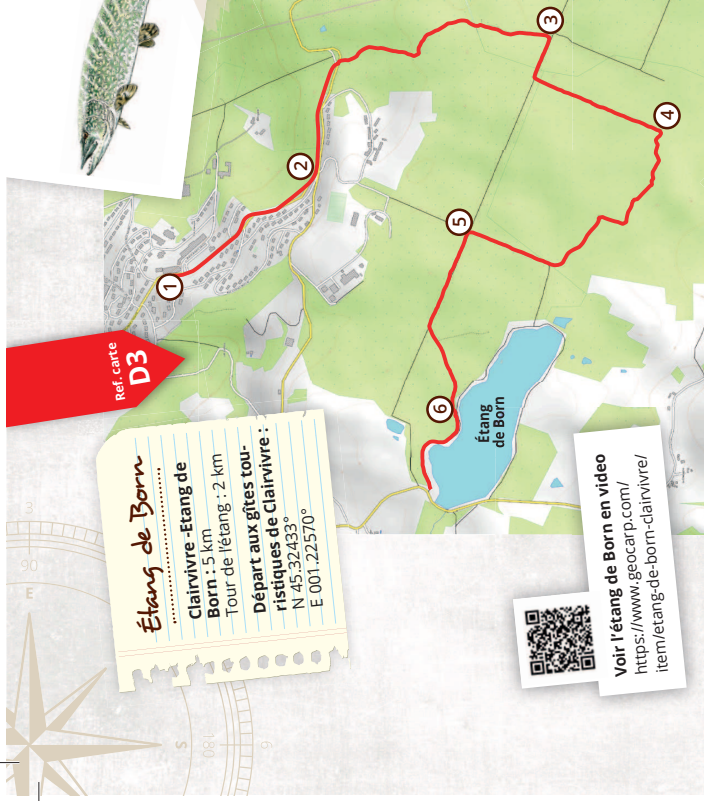 Ref. carte
D3
Étang de Born
Clairvivre -Etang de
Born : 5 km
Tour de l'étang : 2 km
Départ aux gîtes tou-
ristiques de Clairvivre :
N 45.32433°
E 001.22570°
1
2
3
4
5
6
Étang
de Born
Voir l'étang de Born en video
https://www.geocarp.com/
item/etang-de-born-clairvivre/
E
S
90
180